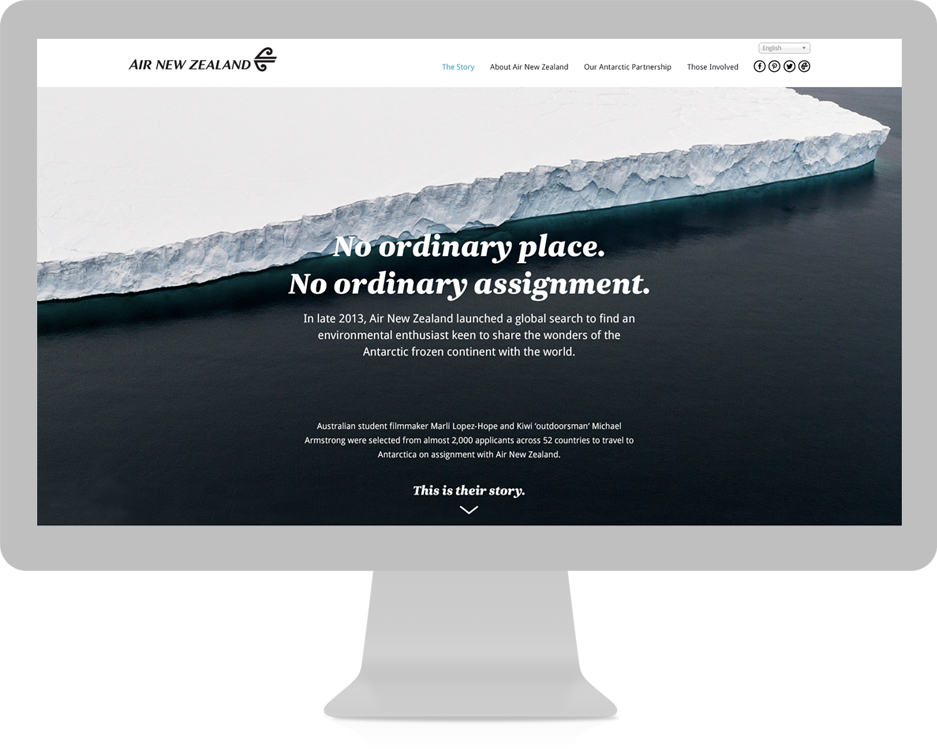 English
AIR NEW ZEALAND
The Story About Air New Zealand Our Antarctic Partnership Those Involved
No ordinary place.
No ordinary assignment.
In late 2013, Air New Zealand launched a global search to find an
environmental enthusiast keen to share the wonders of the
Antarctic frozen continent with the world.
Australian student filmmaker Marli Lopez-Hope and Kiwi ‘outdoorsman’ Michael
Armstrong were selected from almost 2,000 applicants across 52 countries to travel to
Antarctica on assignment with Air New Zealand.
This is their story.